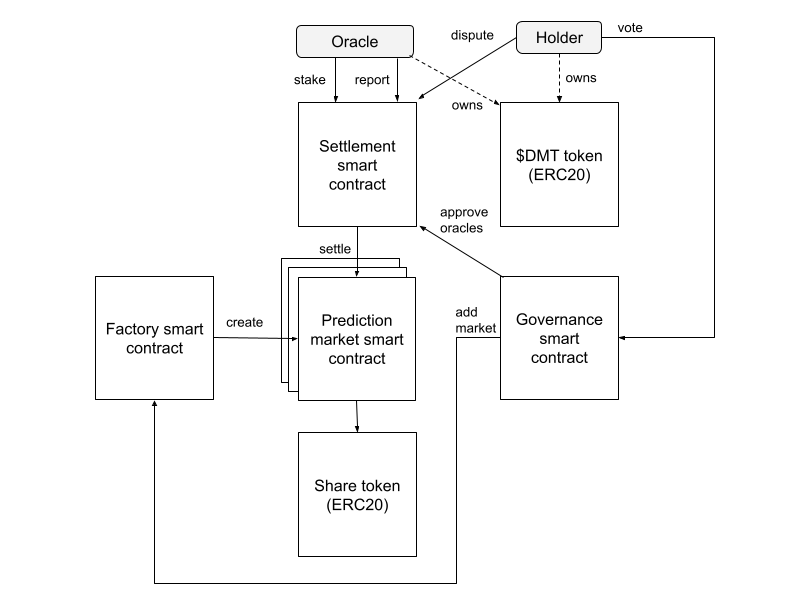 Oracle
Holder
dispute
vote
stake
report
owns
owns
Settlement
smart
contract
$DMT token
(ERC20)
approve
oracles
settle
Factory smart
contract
create
Prediction
market smart
contract
add
market
Governance
smart
contract
Share token
(ERC20)